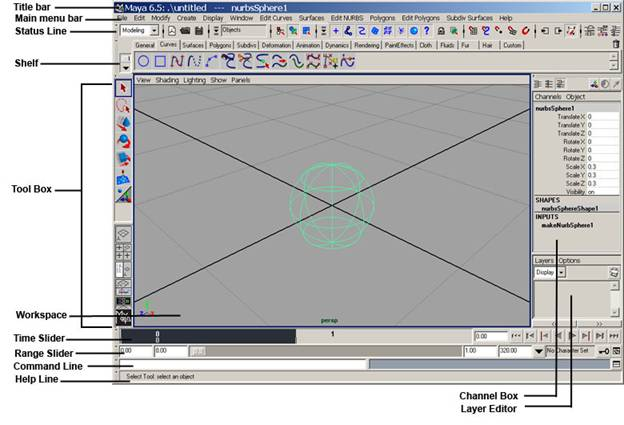 Title bar
Maya 6.5: .\untitled --- nurbsSphere1
Main menu bar
File Edit Modify Create Display Window Edit Curves Surfaces Edit NURBS Polygons Edit Polygons Subdiv Surfaces Help
Status Line
Modeling Objects
General Curves Surfaces Polygons Subdivs Deformation Animation Dynamics Rendering PaintEffects Cloth Fluids Fur Hair Custom
Shelf
View Shading Lighting Show Panels
Channels Object
nurbsSphere1
Translate X 0
Translate Y 0
Translate Z 0
Rotate X 0
Rotate Y 0
Rotate Z 0
Scale X 0.3
Scale Y 0.3
Scale Z 0.3
Visibility on
SHAPES
nurbsSphereShape1
INPUTS
makeNurbSphere1
Tool Box
Layers Options
Display
Workspace
persp
Time Slider
0 1 0.00
0
Range Slider
0.00 0.00 1.00 320.00 No Character Set
Command Line
Help Line
Select Tool: select an object
Channel Box
Layer Editor